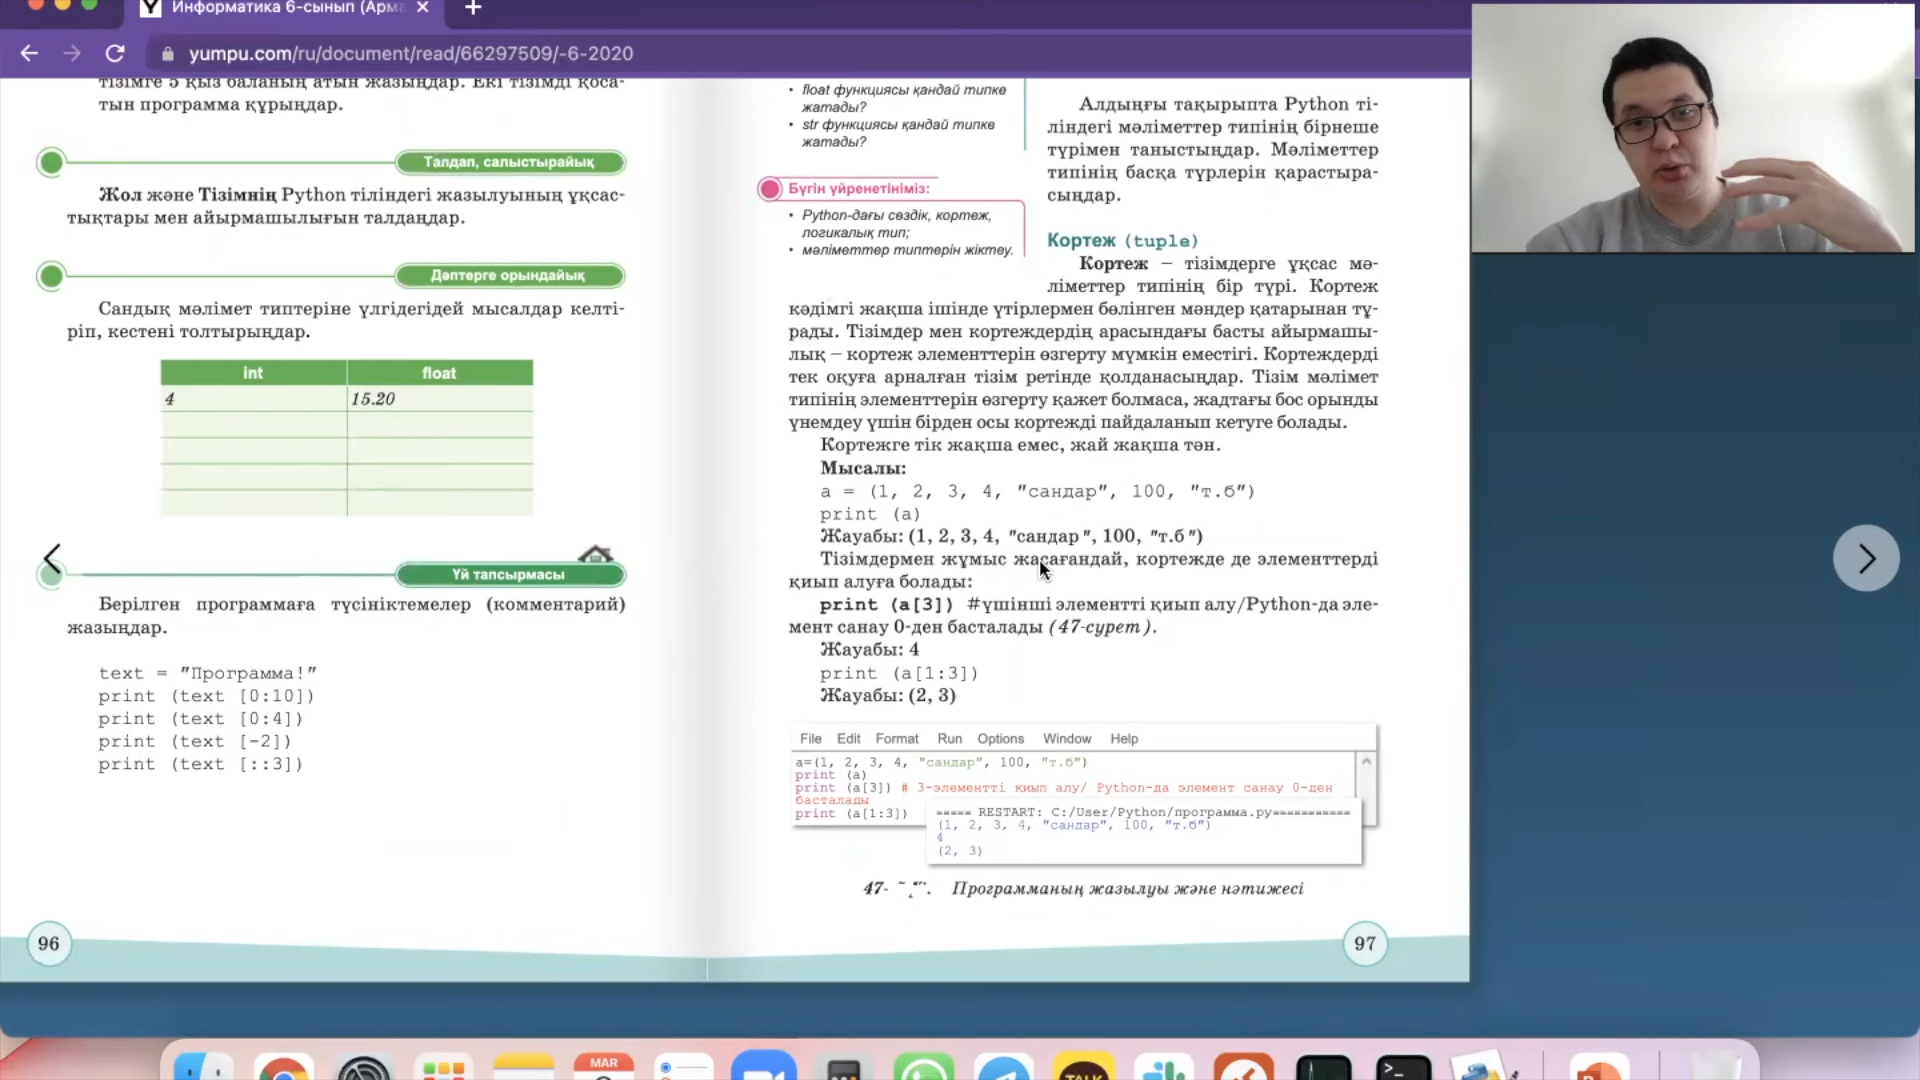 Информатика 6-сынып (Арма
yumpu.com/ru/document/read/66297509/-6-2020
тізімге 5 қыз баланың атын жазыңдар. Екі тізімді қоса-
тын программа құрыңдар.
Талдап, салыстырайық
Жол және Тізімнің Python тіліндегі жазылуының ұқсас-
тықтары мен айырмашылығын талдаңдар.
Дәптерге орындайық
Сандық мәлімет типтеріне үлгідегідей мысалдар келті-
ріп, кестені толтырыңдар.
int float
4 15.20
Үй тапсырмасы
Берілген программаға түсініктемелер (комментарий)
жазыңдар.
text = "Программа!"
print (text [0:10])
print (text [0:4])
print (text [-2])
print (text [::3])
96
• float функциясы қандай типке
жатады?
• str функциясы қандай типке
жатады?
Бүгін үйренетініміз:
• Python-дағы сөздік, кортеж,
логикалық тип;
• мәліметтер типтерін жіктеу.
Алдыңғы тақырыпта Python ті-
ліндегі мәліметтер типінің бірнеше
түрімен таныстыңдар. Мәліметтер
типінің басқа түрлерін қарастыра-
сыңдар.
Кортеж (tuple)
Кортеж – тізімдерге ұқсас мә-
ліметтер типінің бір түрі. Кортеж
кәдімгі жақша ішінде үтірлермен бөлінген мәндер қатарынан тұ-
рады. Тізімдер мен кортеждердің арасындағы басты айырмашы-
лық – кортеж элементтерін өзгерту мүмкін еместігі. Кортеждерді
тек оқуға арналған тізім ретінде қолданасыңдар. Тізім мәлімет
типінің элементтерін өзгерту қажет болмаса, жадтағы бос орынды
үнемдеу үшін бірден осы кортежді пайдаланып кетуге болады.
Кортежге тік жақша емес, жай жақша тән.
Мысалы:
a = (1, 2, 3, 4, "сандар", 100, "т.б")
print (a)
Жауабы: (1, 2, 3, 4, "сандар", 100, "т.б")
Тізімдермен жұмыс жасағандай, кортежде де элементтерді
қиып алуға болады:
print (a[3]) #үшінші элементті қиып алу/Python-да эле-
мент санау 0-ден басталады (47-сурет).
Жауабы: 4
print (a[1:3])
Жауабы: (2, 3)
File Edit Format Run Options Window Help
a=(1, 2, 3, 4, "сандар", 100, "т.б")
print (a)
print (a[3]) # 3-элементті қиып алу/ Python-да элемент санау 0-ден
басталады
print (a[1:3])
===== RESTART: C:/User/Python/программа.py===========
(1, 2, 3, 4, "сандар", 100, "т.б")
4
(2, 3)
47- Программаның жазылуы және нәтижесі
97
MAR
TALK